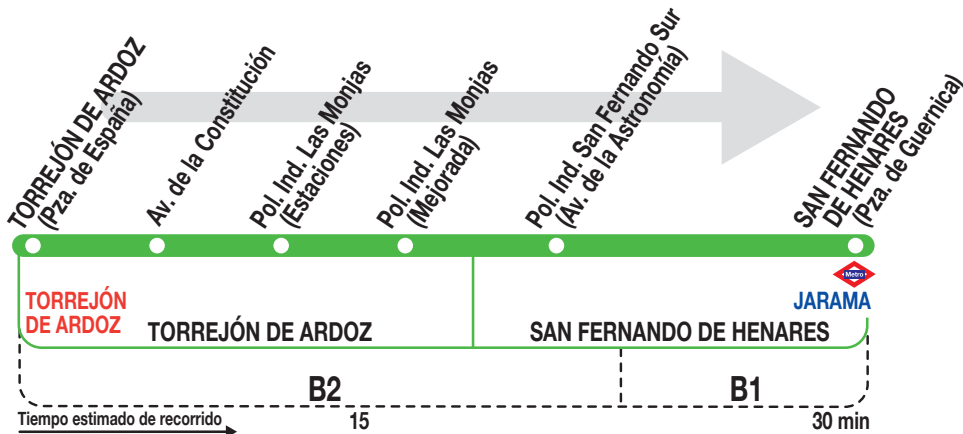 TORREJÓN DE ARDOZ
(Pza. de España)
Av. de la Constitución
Pol. Ind. Las Monjas
(Estaciones)
Pol. Ind. Las Monjas
(Mejorada)
Pol. Ind. San Fernando Sur
(Av. de la Astronomía)
SAN FERNANDO
DE HENARES
(Pza. de Guernica)
Metro
JARAMA
TORREJÓN
DE ARDOZ
TORREJÓN DE ARDOZ
SAN FERNANDO DE HENARES
B2
B1
Tiempo estimado de recorrido
15
30 min